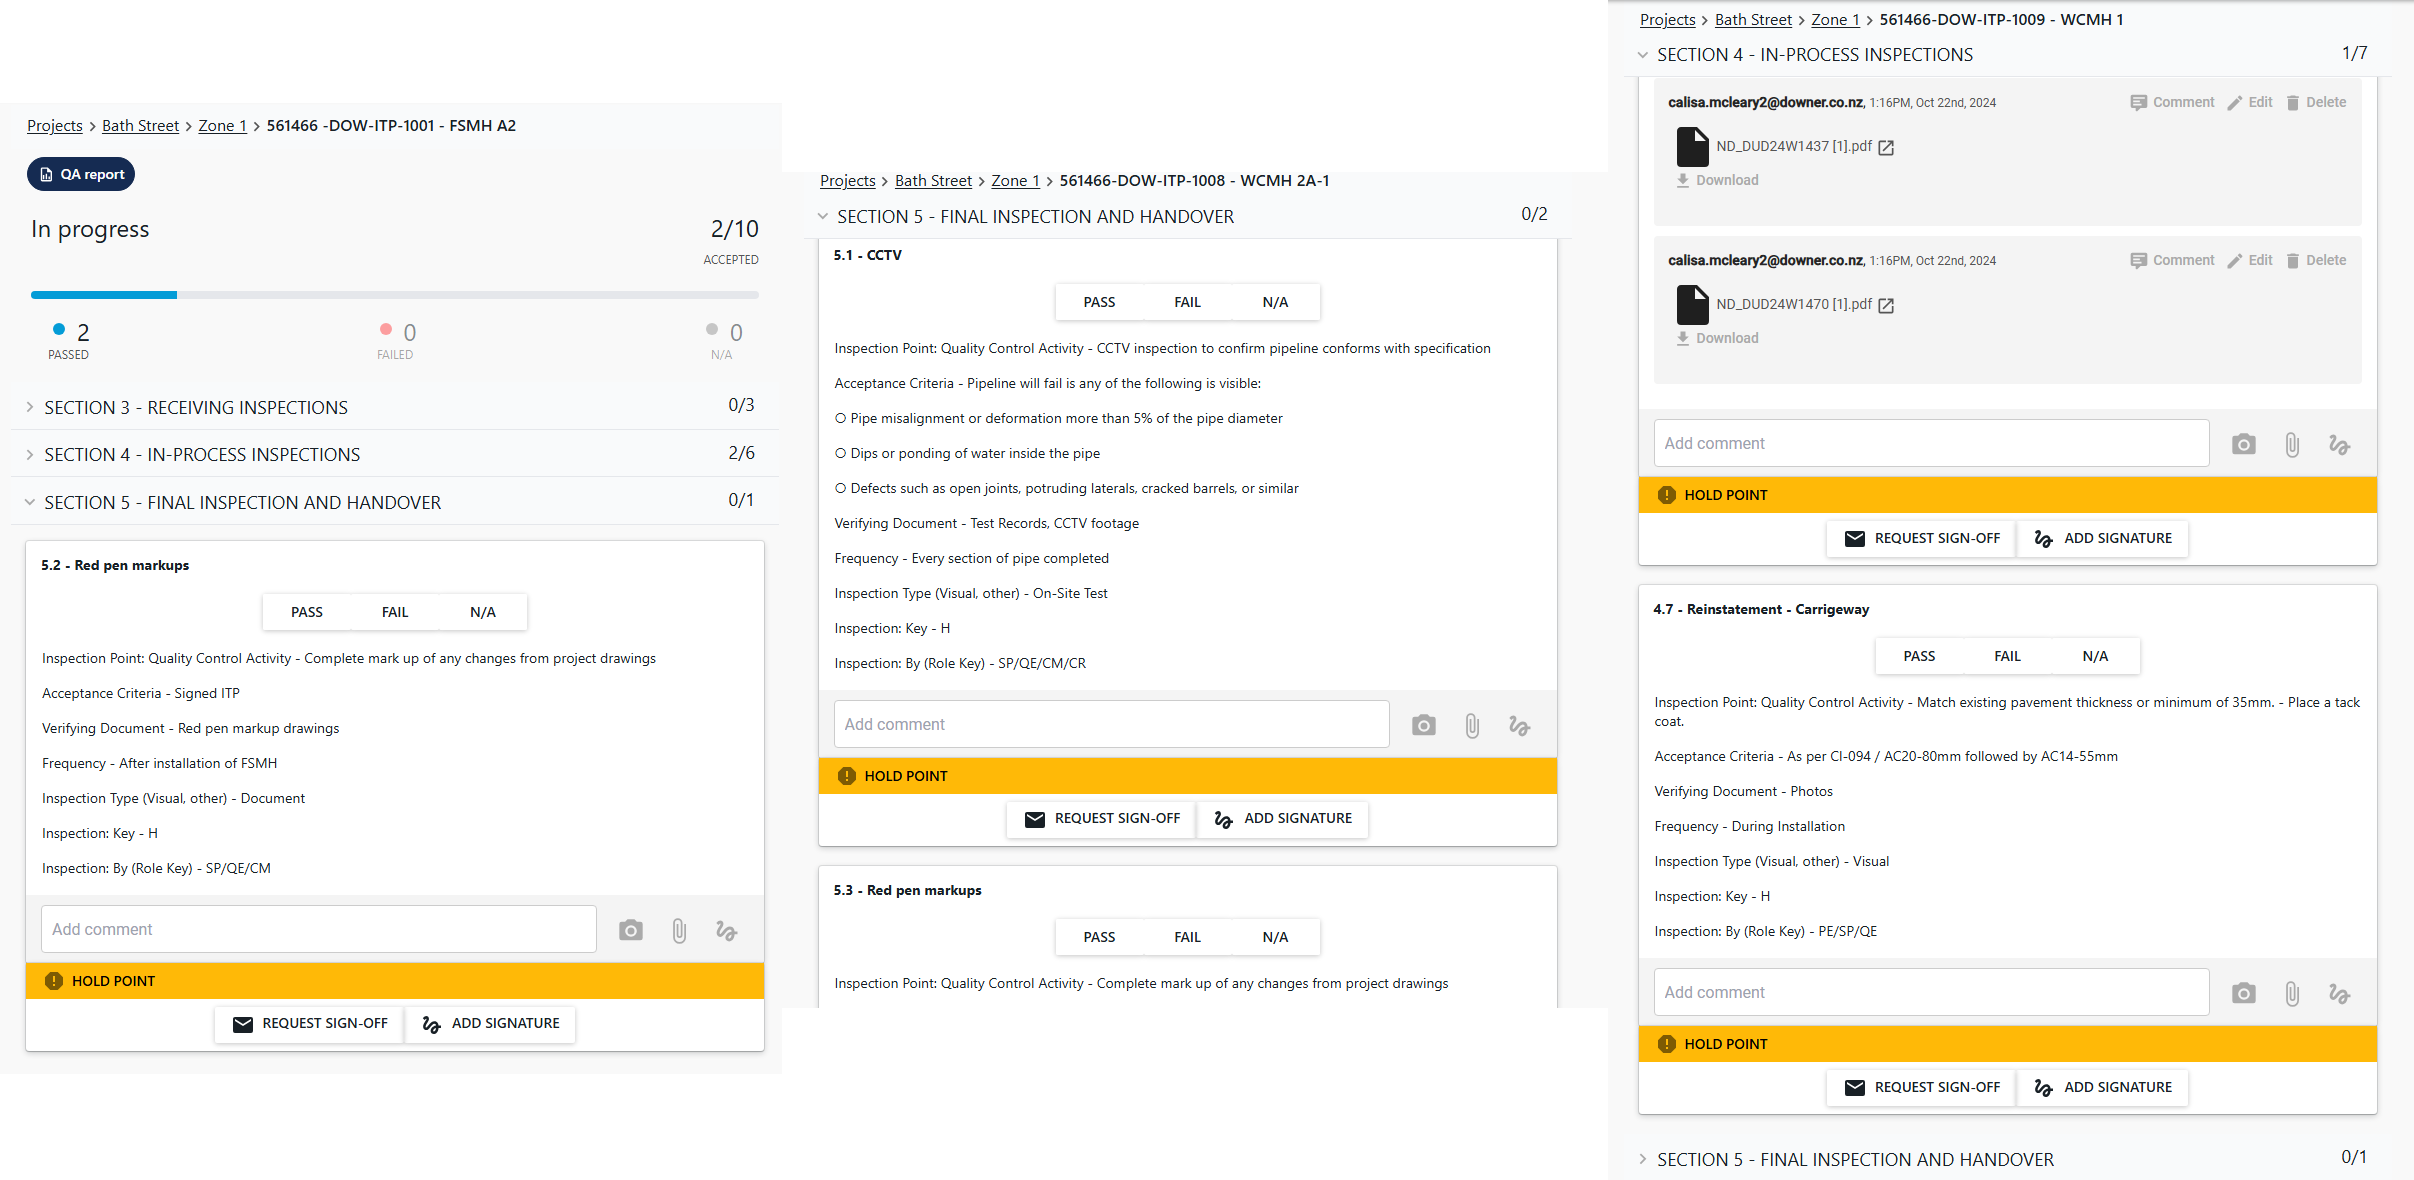 Projects > Bath Street > Zone 1 > 561466 -DOW-ITP-1001 - FSMH A2
QA report
In progress
2/10
ACCEPTED
2
PASSED
0
FAILED
0
N/A
SECTION 3 - RECEIVING INSPECTIONS 0/3
SECTION 4 - IN-PROCESS INSPECTIONS 2/6
SECTION 5 - FINAL INSPECTION AND HANDOVER 0/1
5.2 - Red pen markups
PASS FAIL N/A
Inspection Point: Quality Control Activity - Complete mark up of any changes from project drawings
Acceptance Criteria - Signed ITP
Verifying Document - Red pen markup drawings
Frequency - After installation of FSMH
Inspection Type (Visual, other) - Document
Inspection: Key - H
Inspection: By (Role Key) - SP/QE/CM
Add comment
HOLD POINT
REQUEST SIGN-OFF ADD SIGNATURE
Projects > Bath Street > Zone 1 > 561466-DOW-ITP-1008 - WCMH 2A-1
SECTION 5 - FINAL INSPECTION AND HANDOVER 0/2
5.1 - CCTV
PASS FAIL N/A
Inspection Point: Quality Control Activity - CCTV inspection to confirm pipeline conforms with specification
Acceptance Criteria - Pipeline will fail is any of the following is visible:
O Pipe misalignment or deformation more than 5% of the pipe diameter
O Dips or ponding of water inside the pipe
O Defects such as open joints, potruding laterals, cracked barrels, or similar
Verifying Document - Test Records, CCTV footage
Frequency - Every section of pipe completed
Inspection Type (Visual, other) - On-Site Test
Inspection: Key - H
Inspection: By (Role Key) - SP/QE/CM/CR
Add comment
HOLD POINT
REQUEST SIGN-OFF ADD SIGNATURE
5.3 - Red pen markups
PASS FAIL N/A
Inspection Point: Quality Control Activity - Complete mark up of any changes from project drawings
Projects > Bath Street > Zone 1 > 561466-DOW-ITP-1009 - WCMH 1
SECTION 4 - IN-PROCESS INSPECTIONS 1/7
calisa.mcleary2@downer.co.nz, 1:16PM, Oct 22nd, 2024 Comment Edit Delete
ND_DUD24W1437 [1].pdf
Download
calisa.mcleary2@downer.co.nz, 1:16PM, Oct 22nd, 2024 Comment Edit Delete
ND_DUD24W1470 [1].pdf
Download
Add comment
HOLD POINT
REQUEST SIGN-OFF ADD SIGNATURE
4.7 - Reinstatement - Carrigeway
PASS FAIL N/A
Inspection Point: Quality Control Activity - Match existing pavement thickness or minimum of 35mm. - Place a tack
coat.
Acceptance Criteria - As per CI-094 / AC20-80mm followed by AC14-55mm
Verifying Document - Photos
Frequency - During Installation
Inspection Type (Visual, other) - Visual
Inspection: Key - H
Inspection: By (Role Key) - PE/SP/QE
Add comment
HOLD POINT
REQUEST SIGN-OFF ADD SIGNATURE
SECTION 5 - FINAL INSPECTION AND HANDOVER 0/1